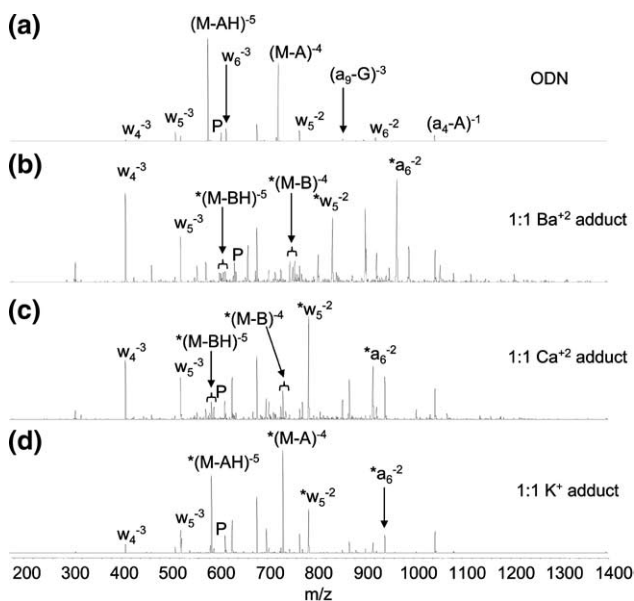 (a)
(M-AH)-5
w6-3
(M-A)-4
(a9-G)-3
ODN
w4-3
w5-3
P
w5-2
w6-2
(a4-A)-1
(b)
w4-3
w5-3
*(M-BH)-5
P
*(M-B)-4
*w5-2
*a6-2
1:1 Ba+2 adduct
(c)
w4-3
w5-3
*(M-BH)-5
P
*(M-B)-4
*w5-2
*a6-2
1:1 Ca+2 adduct
(d)
w4-3
w5-3
*(M-AH)-5
P
*(M-A)-4
*w5-2
*a6-2
1:1 K+ adduct
200 300 400 500 600 700 800 900 1000 1100 1200 1300 1400
m/z